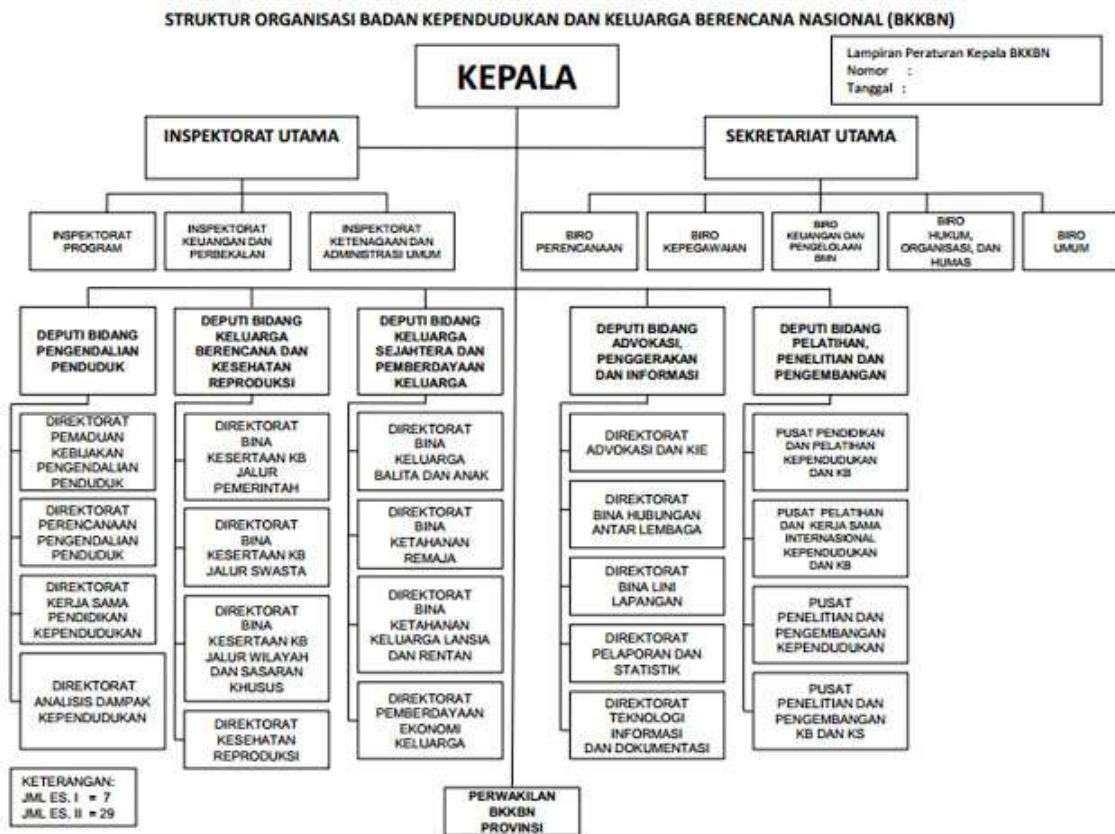 STRUKTUR ORGANISASI BADAN KEPENDUDUKAN DAN KELUARGA BERENCANA NASIONAL (BKKBN)
KEPALA
Lampiran Peraturan Kepala BKKBN
Nomor :
Tanggal :
INSPEKTORAT UTAMA
SEKRETARIAT UTAMA
INSPEKTORAT
PROGRAM
INSPEKTORAT
KEUANGAN DAN
PERBEKALAN
INSPEKTORAT
KETENAGAAN DAN
ADMINISTRASI UMUM
BIRO
PERENCANAAN
BIRO
KEPEGAWAIAN
BIRO
KEUANGAN DAN
PENGELOLAAN
BMN
BIRO
HUKUM,
ORGANISASI, DAN
HUMAS
BIRO
UMUM
DEPUTI BIDANG
PENGENDALIAN
PENDUDUK
DEPUTI BIDANG
KELUARGA
BERENCANA DAN
KESEHATAN
REPRODUKSI
DEPUTI BIDANG
KELUARGA
SEJAHTERA DAN
PEMBERDAYAAN
KELUARGA
DEPUTI BIDANG
ADVOKASI,
PENGGERAKAN
DAN INFORMASI
DEPUTI BIDANG
PELATIHAN,
PENELITIAN DAN
PENGEMBANGAN
DIREKTORAT
PEMADUAN
KEBIJAKAN
PENGENDALIAN
PENDUDUK
DIREKTORAT
PERENCANAAN
PENGENDALIAN
PENDUDUK
DIREKTORAT
KERJA SAMA
PENDIDIKAN
KEPENDUDUKAN
DIREKTORAT
ANALISIS DAMPAK
KEPENDUDUKAN
DIREKTORAT
BINA
KESERTAAN KB
JALUR
PEMERINTAH
DIREKTORAT
BINA
KESERTAAN KB
JALUR SWASTA
DIREKTORAT
BINA
KESERTAAN KB
JALUR WILAYAH
DAN SASARAN
KHUSUS
DIREKTORAT
KESEHATAN
REPRODUKSI
DIREKTORAT
BINA
KELUARGA
BALITA DAN ANAK
DIREKTORAT
BINA
KETAHANAN
REMAJA
DIREKTORAT
BINA
KETAHANAN
KELUARGA LANSIA
DAN RENTAN
DIREKTORAT
PEMBERDAYAAN
EKONOMI
KELUARGA
DIREKTORAT
ADVOKASI DAN KIE
DIREKTORAT
BINA HUBUNGAN
ANTAR LEMBAGA
DIREKTORAT
BINA LINI
LAPANGAN
DIREKTORAT
PELAPORAN DAN
STATISTIK
DIREKTORAT
TEKNOLOGI
INFORMASI
DAN DOKUMENTASI
PUSAT PENDIDIKAN
DAN PELATIHAN
KEPENDUDUKAN
DAN KB
PUSAT PELATIHAN
DAN KERJA SAMA
INTERNASIONAL
KEPENDUDUKAN
DAN KB
PUSAT
PENELITIAN DAN
PENGEMBANGAN
KEPENDUDUKAN
PUSAT
PENELITIAN DAN
PENGEMBANGAN
KB DAN KS
KETERANGAN:
JML ES. I = 7
JML ES. II = 29
PERWAKILAN
BKKBN
PROVINSI